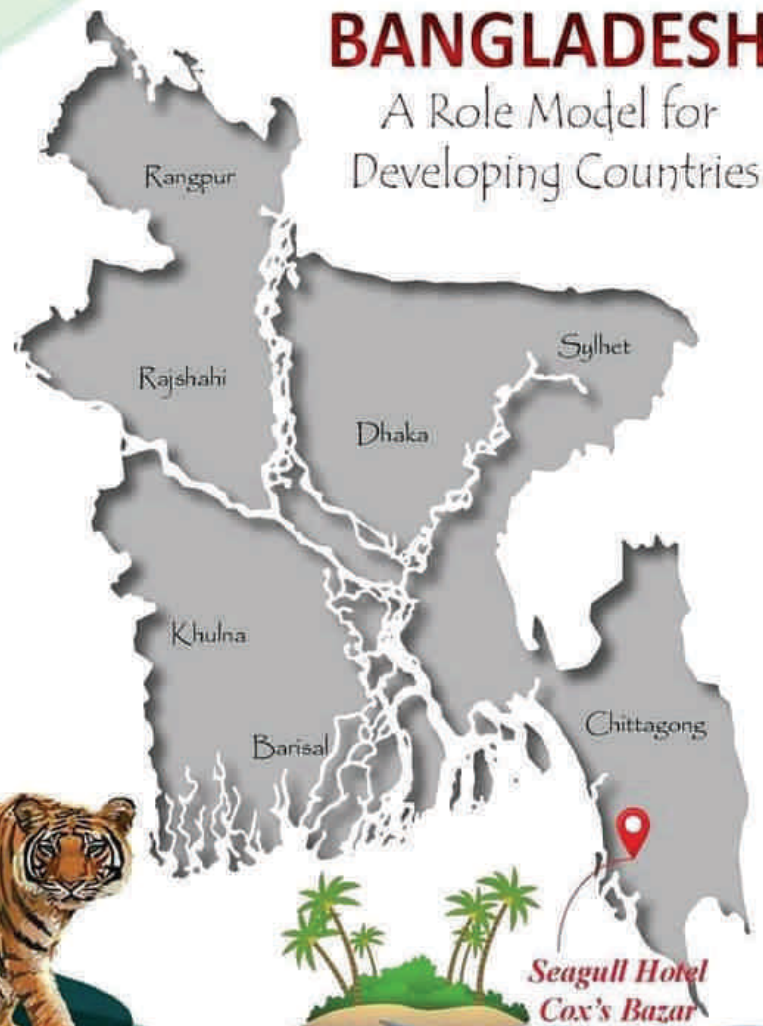 BANGLADESH
A Role Model for
Developing Countries
Rangpur
Sylhet
Rajshahi
Dhaka
Khulna
Chittagong
Barisal
Seagull Hotel
Cox's Bazar